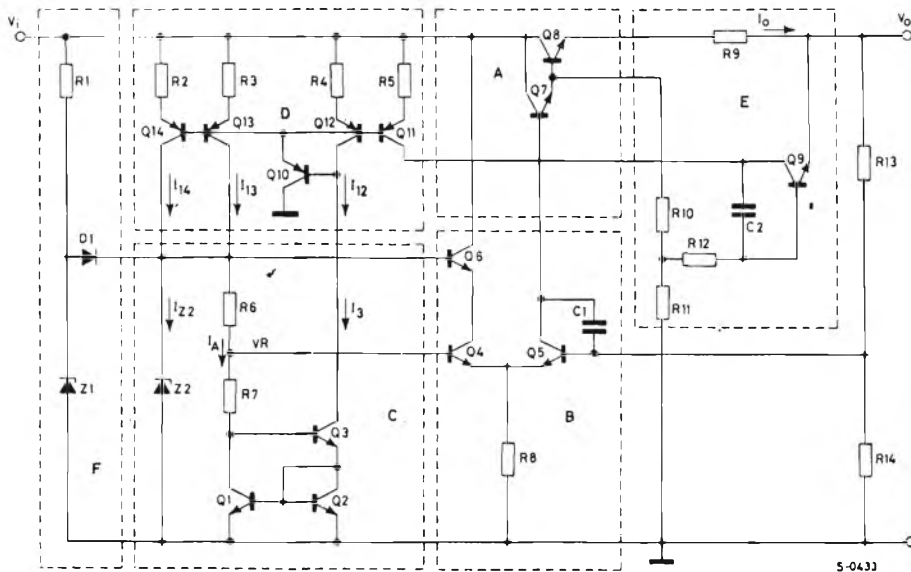 Vi
Q8
Io
Vo
R1
R2
R3
R4
R5
A
R9
E
Q7
Q14
Q13
D
Q12
Q11
Q9
R13
Q10
I14
I13
I12
C2
R10
R12
D1
Q6
R11
IZ2
R6
I3
C1
IA
VR
Q4
Q5
Z1
Z2
R7
C
B
Q3
R8
R14
F
Q1
Q2
S-0433